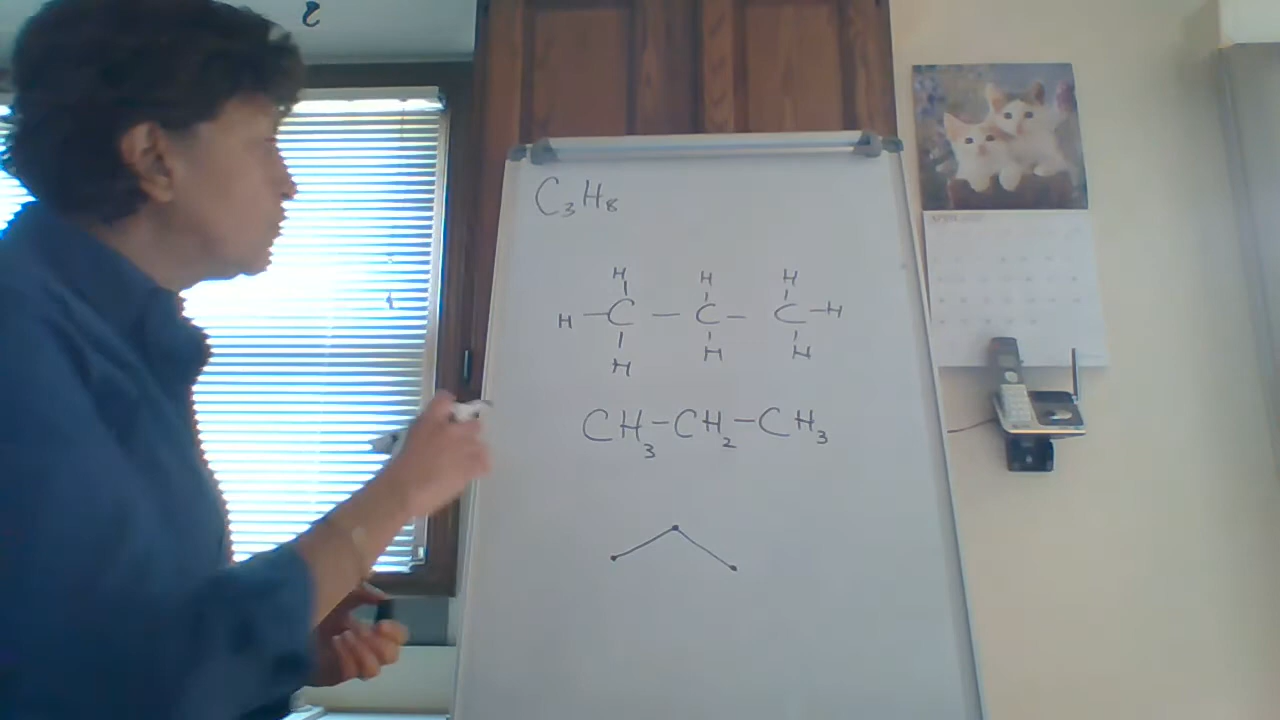 C₃H₈
H H H
H — C — C — C — H
H H H
CH₃ — CH₂ — CH₃